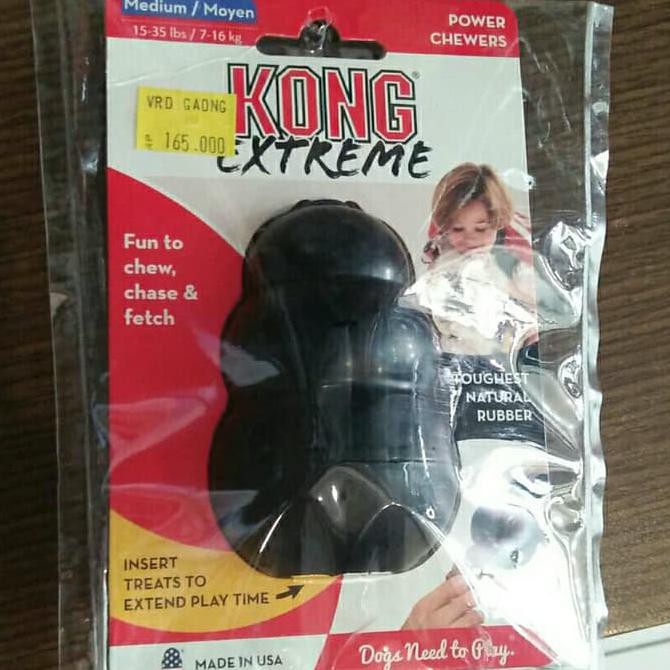 Medium / Moyen
15-35 lbs / 7-16 kg
POWER
CHEWERS
KONG®
EXTREME
VRD GADNG
RP 165.000
Fun to
chew,
chase &
fetch
TOUGHEST
NATURAL
RUBBER
INSERT
TREATS TO
EXTEND PLAY TIME
MADE IN USA
Dogs Need to Play.